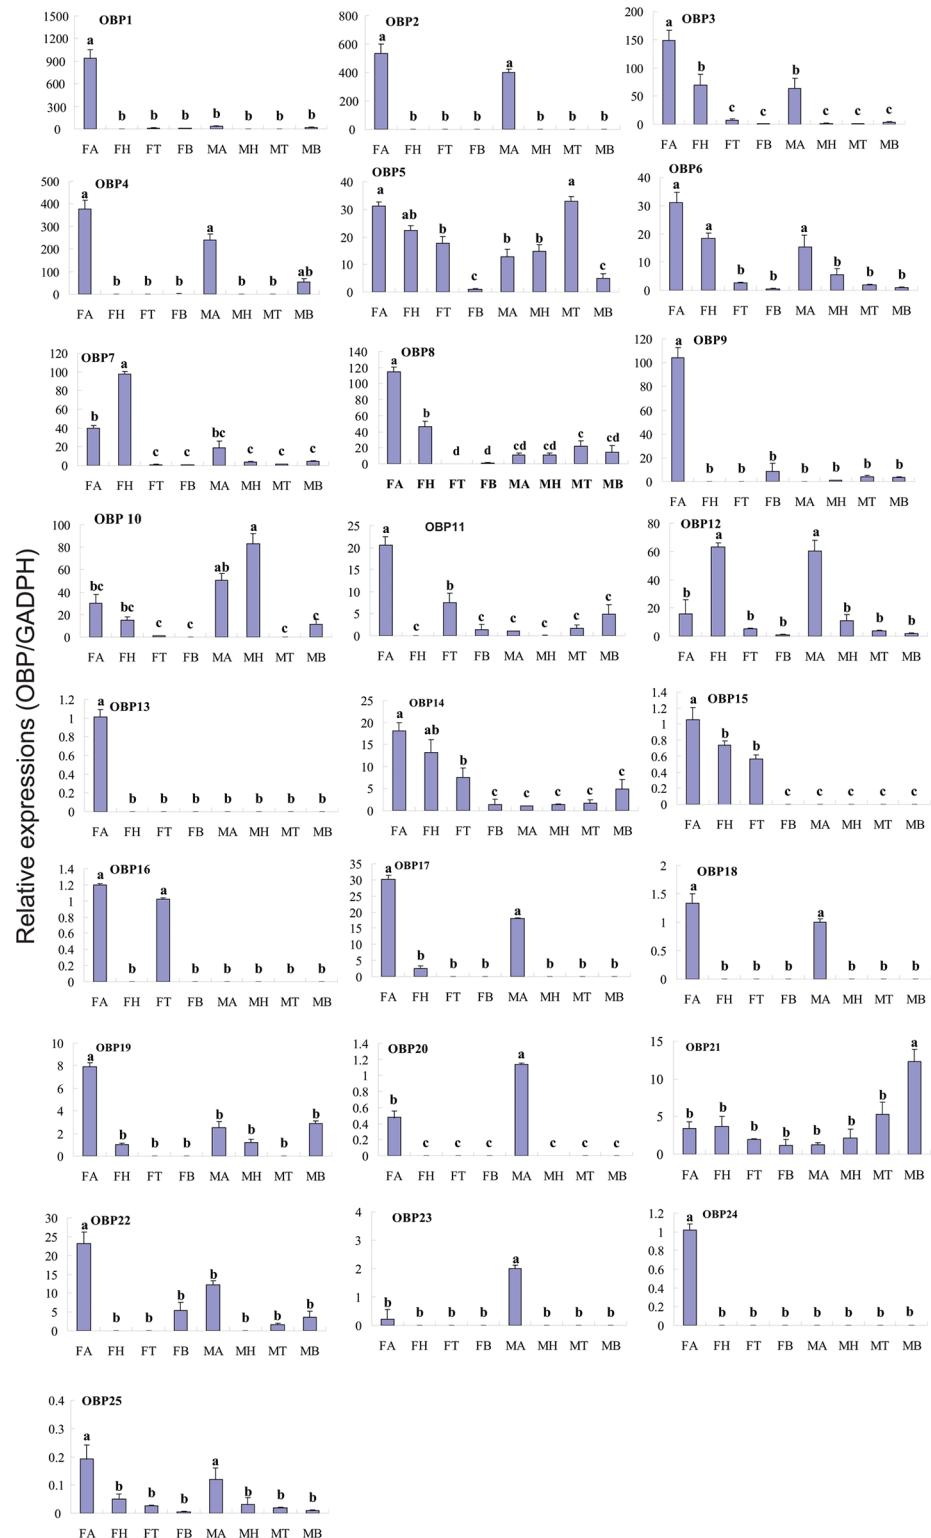 Relative expressions (OBP/GADPH)
OBP1
1500
1200
900
600
300
0
a b b b b b b b
FA FH FT FB MA MH MT MB
OBP2
800
600
400
200
0
a b b b a b b b
FA FH FT FB MA MH MT MB
OBP3
200
150
100
50
0
a b c c b c c c
FA FH FT FB MA MH MT MB
OBP4
500
400
300
200
100
0
a b b b a b b ab
FA FH FT FB MA MH MT MB
OBP5
40
30
20
10
0
a ab b c b b a c
FA FH FT FB MA MH MT MB
OBP6
40
30
20
10
0
a a b b a b b b
FA FH FT FB MA MH MT MB
OBP7
120
100
80
60
40
20
0
b a c c bc c c c
FA FH FT FB MA MH MT MB
OBP8
140
120
100
80
60
40
20
0
a b d d cd cd c cd
FA FH FT FB MA MH MT MB
OBP9
120
100
80
60
40
20
0
a b b b b b b b
FA FH FT FB MA MH MT MB
OBP 10
100
80
60
40
20
0
bc bc c c ab a c c
FA FH FT FB MA MH MT MB
OBP11
25
20
15
10
5
0
a c b c c c c c
FA FH FT FB MA MH MT MB
OBP12
80
60
40
20
0
b a b b a b b b
FA FH FT FB MA MH MT MB
OBP13
1.2
1
0.8
0.6
0.4
0.2
0
a b b b b b b b
FA FH FT FB MA MH MT MB
OBP14
25
20
15
10
5
0
a ab b c c c c c
FA FH FT FB MA MH MT MB
OBP15
1.4
1.2
1
0.8
0.6
0.4
0.2
0
a b b c c c c c
FA FH FT FB MA MH MT MB
OBP16
1.4
1.2
1
0.8
0.6
0.4
0.2
0
a b a b b b b b
FA FH FT FB MA MH MT MB
OBP17
35
30
25
20
15
10
5
0
a b b b a b b b
FA FH FT FB MA MH MT MB
OBP18
2
1.5
1
0.5
0
a b b b a b b b
FA FH FT FB MA MH MT MB
OBP19
10
8
6
4
2
0
a b b b b b b b
FA FH FT FB MA MH MT MB
OBP20
1.4
1.2
1
0.8
0.6
0.4
0.2
0
b c c c a c c c
FA FH FT FB MA MH MT MB
OBP21
15
10
5
0
b b b b b b b a
FA FH FT FB MA MH MT MB
OBP22
30
25
20
15
10
5
0
a b b b b b b b
FA FH FT FB MA MH MT MB
OBP23
4
3
2
1
0
b b b b a b b b
FA FH FT FB MA MH MT MB
OBP24
1.2
1
0.8
0.6
0.4
0.2
0
a b b b b b b b
FA FH FT FB MA MH MT MB
OBP25
0.4
0.3
0.2
0.1
0
a b b b a b b b
FA FH FT FB MA MH MT MB